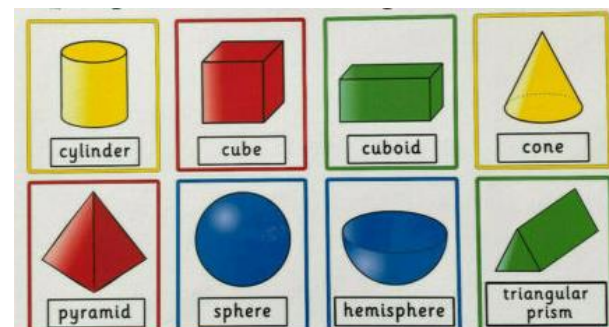 cylinder
cube
cuboid
cone
pyramid
sphere
hemisphere
triangular
prism